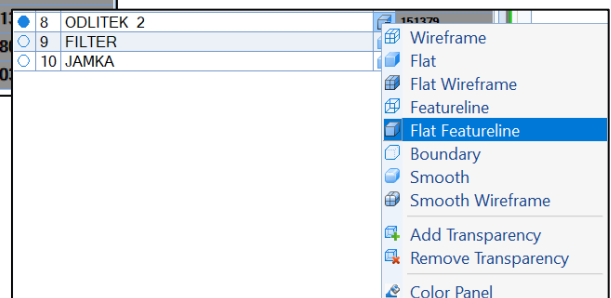 8 ODLITEK 2 151379
9 FILTER
10 JAMKA
Wireframe
Flat
Flat Wireframe
Featureline
Flat Featureline
Boundary
Smooth
Smooth Wireframe
Add Transparency
Remove Transparency
Color Panel